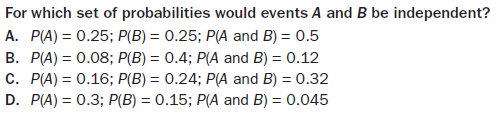 For which set of probabilities would events A and B be independent?
A. P(A) = 0.25; P(B) = 0.25; P(A and B) = 0.5
B. P(A) = 0.08; P(B) = 0.4; P(A and B) = 0.12
C. P(A) = 0.16; P(B) = 0.24; P(A and B) = 0.32
D. P(A) = 0.3; P(B) = 0.15; P(A and B) = 0.045